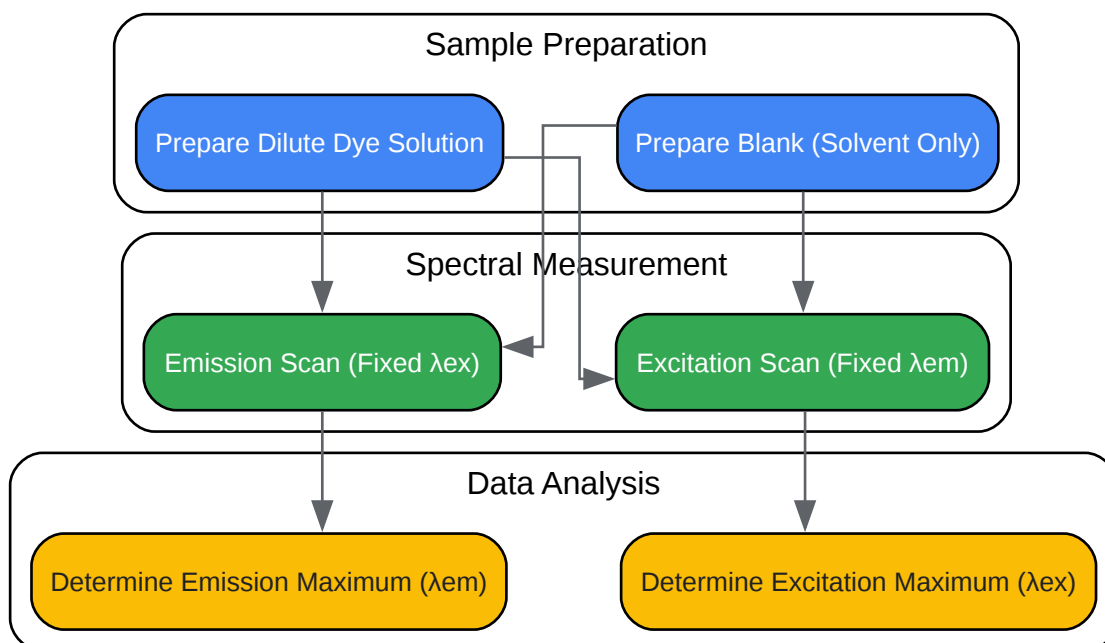 Sample Preparation
Prepare Dilute Dye Solution
Prepare Blank (Solvent Only)
Spectral Measurement
Emission Scan (Fixed λex)
Excitation Scan (Fixed λem)
Data Analysis
Determine Emission Maximum (λem)
Determine Excitation Maximum (λex)